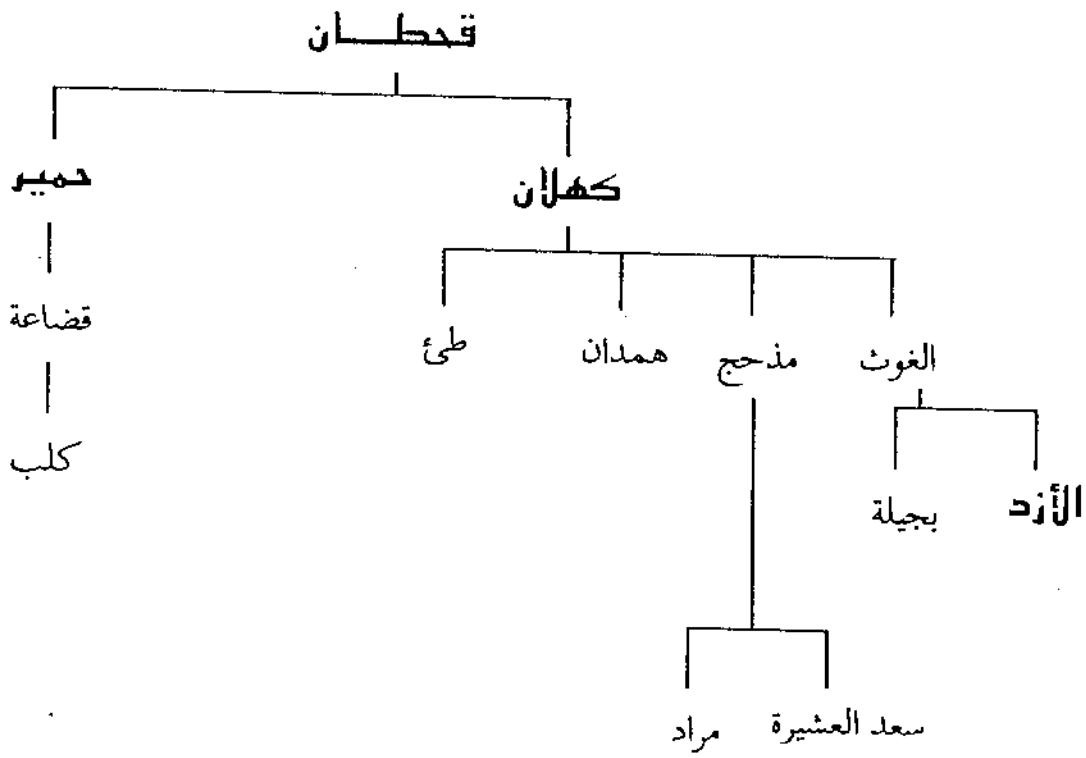 قحطان
كهلان
حمير
الغوث
مذحج
همدان
طئ
قضاعة
الأزد
بجيلة
كلب
سعد العشيرة
مراد